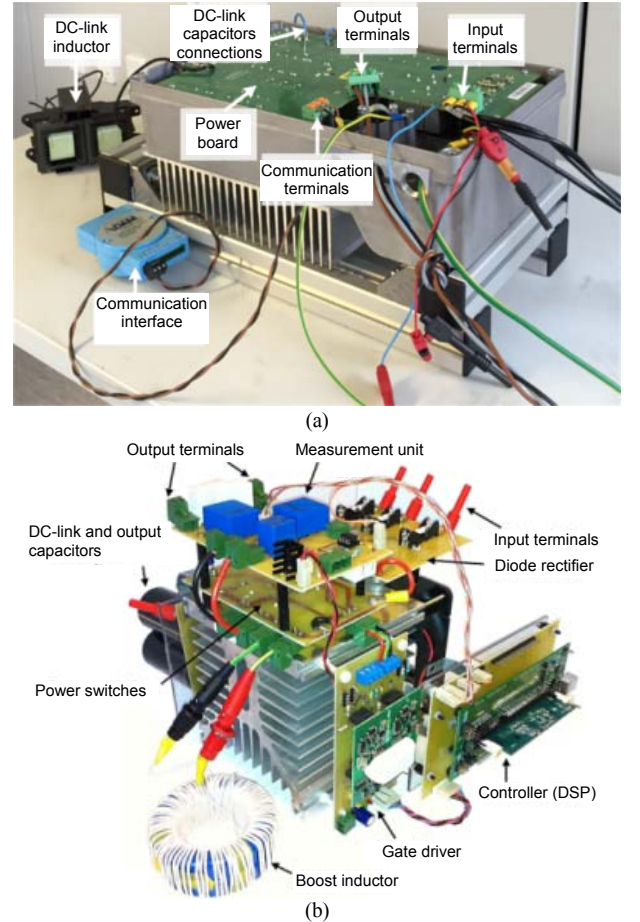 DC-link
inductor
DC-link
capacitors
connections
Output
terminals
Input
terminals
Power
board
Communication
terminals
Communication
interface
(a)
Output terminals
Measurement unit
DC-link and output
capacitors
Input terminals
Diode rectifier
Power switches
Controller (DSP)
Gate driver
Boost inductor
(b)